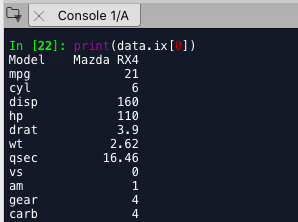 Console 1/A
In [22]: print(data.ix[0])
Model    Mazda RX4
mpg             21
cyl              6
disp           160
hp             110
drat           3.9
wt            2.62
qsec         16.46
vs               0
am               1
gear             4
carb             4